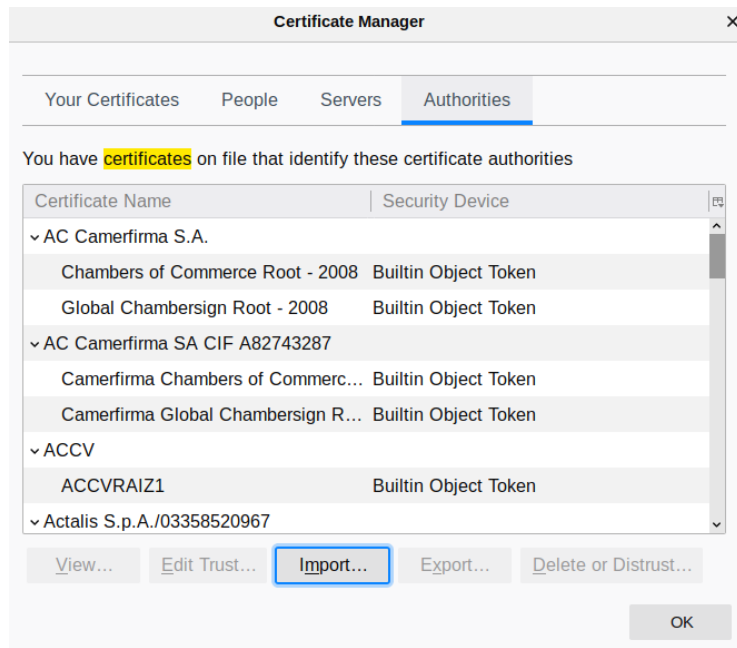 Certificate Manager
Your Certificates People Servers Authorities
You have certificates on file that identify these certificate authorities
Certificate Name Security Device
AC Camerfirma S.A.
Chambers of Commerce Root - 2008 Builtin Object Token
Global Chambersign Root - 2008 Builtin Object Token
AC Camerfirma SA CIF A82743287
Camerfirma Chambers of Commerc… Builtin Object Token
Camerfirma Global Chambersign R… Builtin Object Token
ACCV
ACCVRAIZ1 Builtin Object Token
Actalis S.p.A./03358520967
View… Edit Trust… Import… Export… Delete or Distrust…
OK